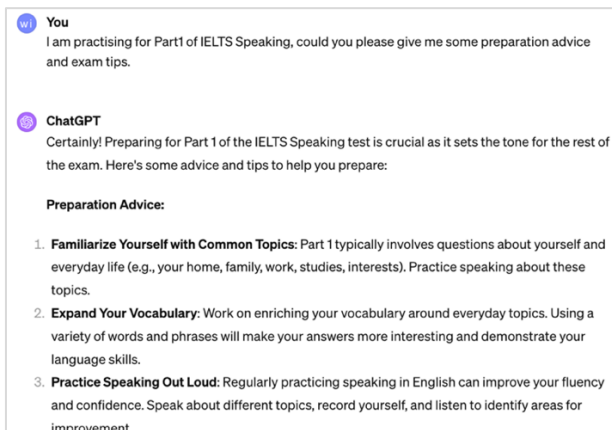 wi You
I am practising for Part1 of IELTS Speaking, could you please give me some preparation advice
and exam tips.
ChatGPT
Certainly! Preparing for Part 1 of the IELTS Speaking test is crucial as it sets the tone for the rest of
the exam. Here's some advice and tips to help you prepare:
Preparation Advice:
1. Familiarize Yourself with Common Topics: Part 1 typically involves questions about yourself and
everyday life (e.g., your home, family, work, studies, interests). Practice speaking about these
topics.
2. Expand Your Vocabulary: Work on enriching your vocabulary around everyday topics. Using a
variety of words and phrases will make your answers more interesting and demonstrate your
language skills.
3. Practice Speaking Out Loud: Regularly practicing speaking in English can improve your fluency
and confidence. Speak about different topics, record yourself, and listen to identify areas for
improvement.